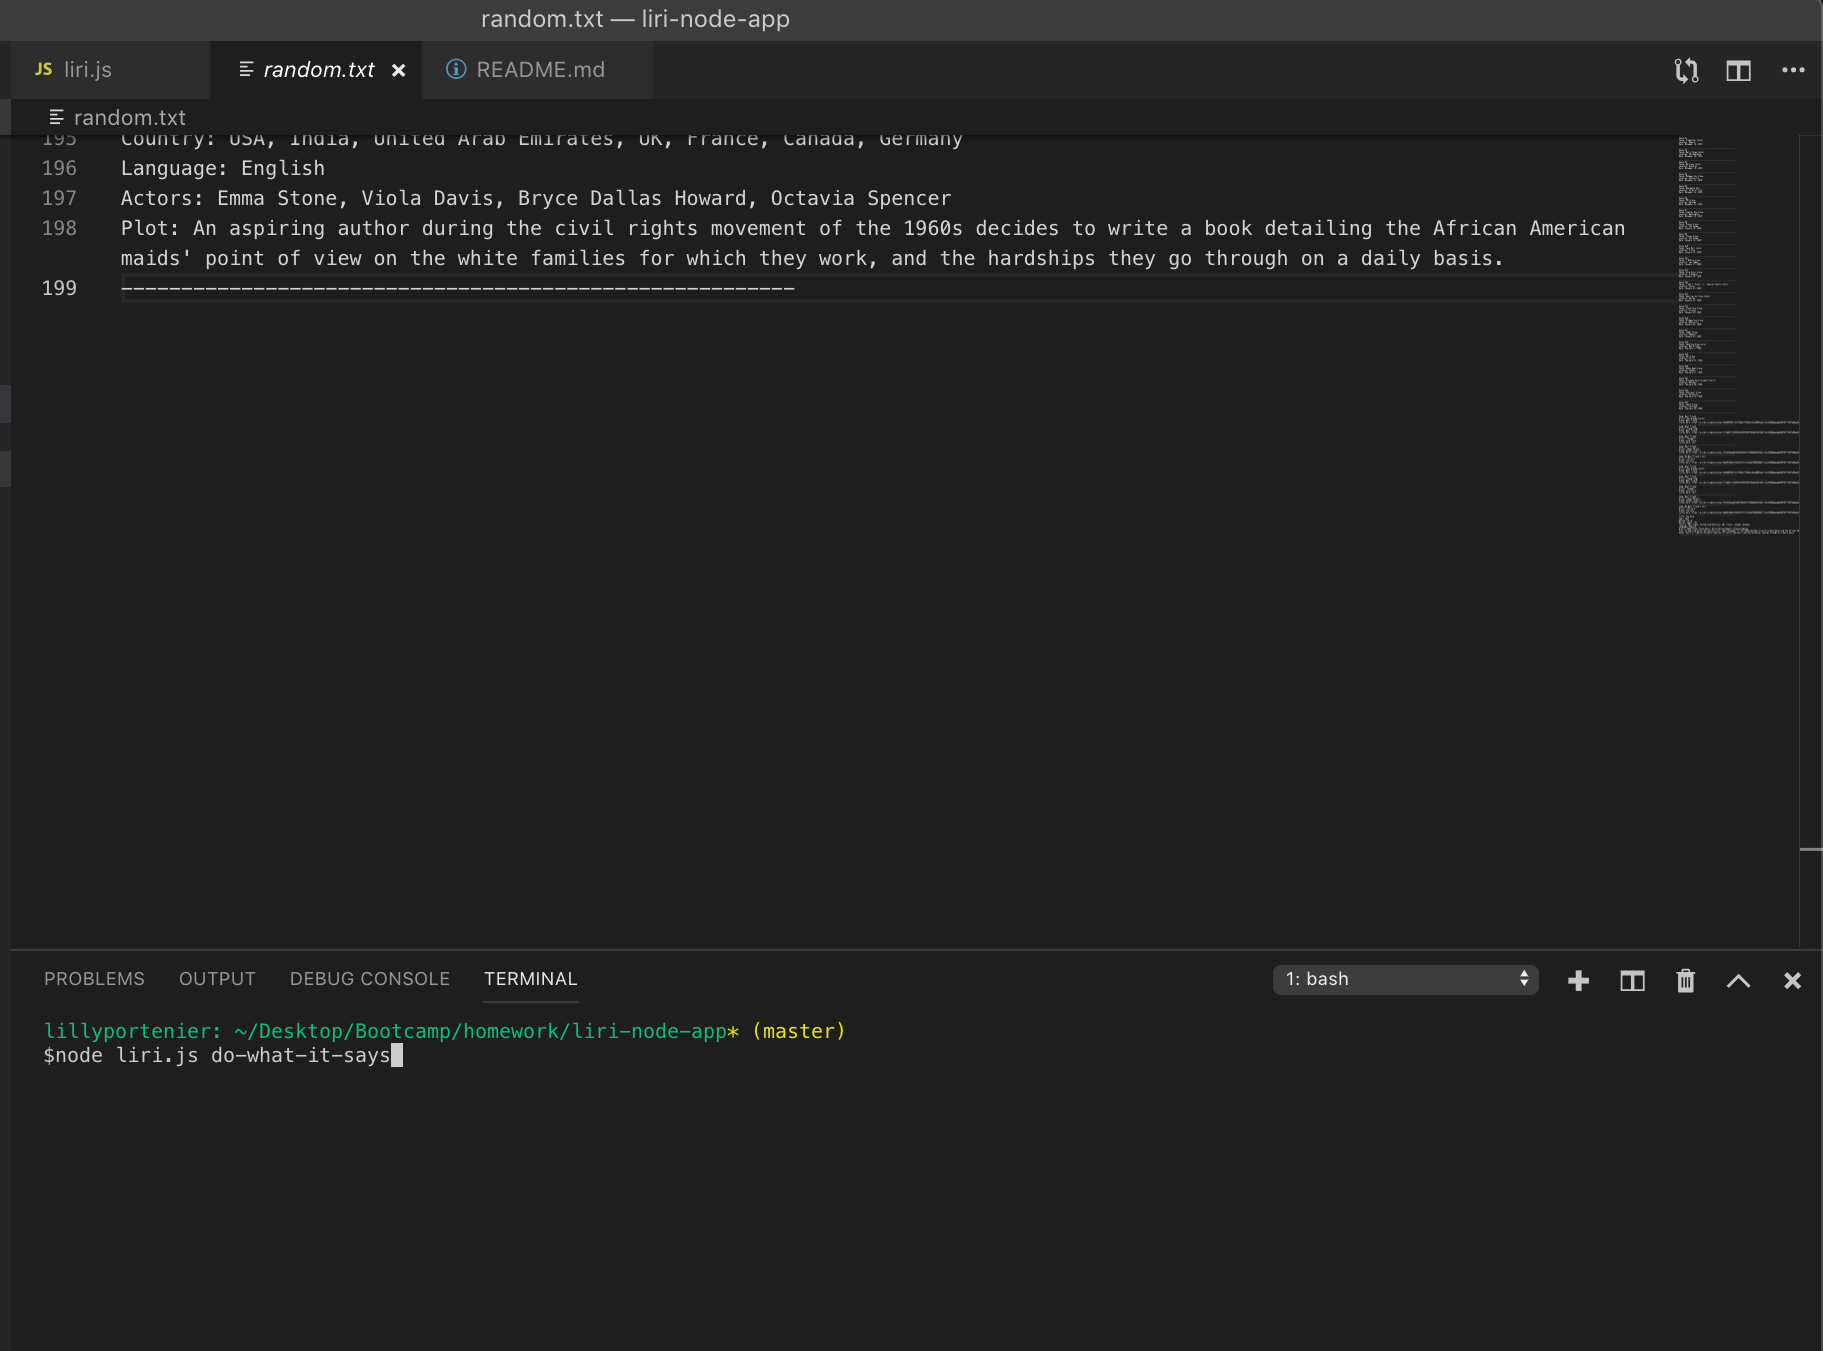 random.txt — liri-node-app
JS liri.js
random.txt
README.md
random.txt
195 Country: USA, India, United Arab Emirates, UK, France, Canada, Germany
196 Language: English
197 Actors: Emma Stone, Viola Davis, Bryce Dallas Howard, Octavia Spencer
198 Plot: An aspiring author during the civil rights movement of the 1960s decides to write a book detailing the African American
maids' point of view on the white families for which they work, and the hardships they go through on a daily basis.
199 --------------------------------------------------------
PROBLEMS OUTPUT DEBUG CONSOLE TERMINAL 1: bash
lillyportenier: ~/Desktop/Bootcamp/homework/liri-node-app* (master)
$node liri.js do-what-it-says